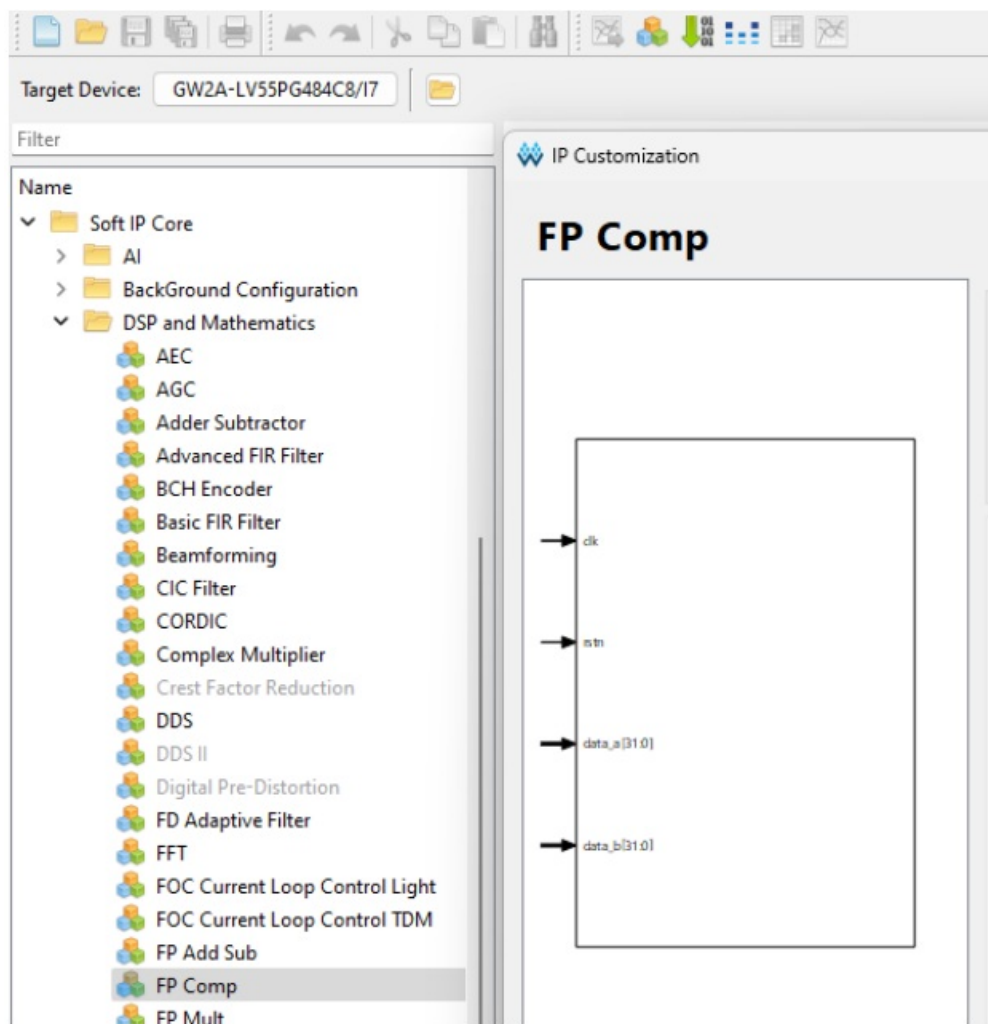 Target Device: GW2A-LV55PG484C8/I7
Filter
Name
Soft IP Core
AI
BackGround Configuration
DSP and Mathematics
AEC
AGC
Adder Subtractor
Advanced FIR Filter
BCH Encoder
Basic FIR Filter
Beamforming
CIC Filter
CORDIC
Complex Multiplier
Crest Factor Reduction
DDS
DDS II
Digital Pre-Distortion
FD Adaptive Filter
FFT
FOC Current Loop Control Light
FOC Current Loop Control TDM
FP Add Sub
FP Comp
FP Mult
IP Customization
FP Comp
clk
rstn
data_a[31:0]
data_b[31:0]